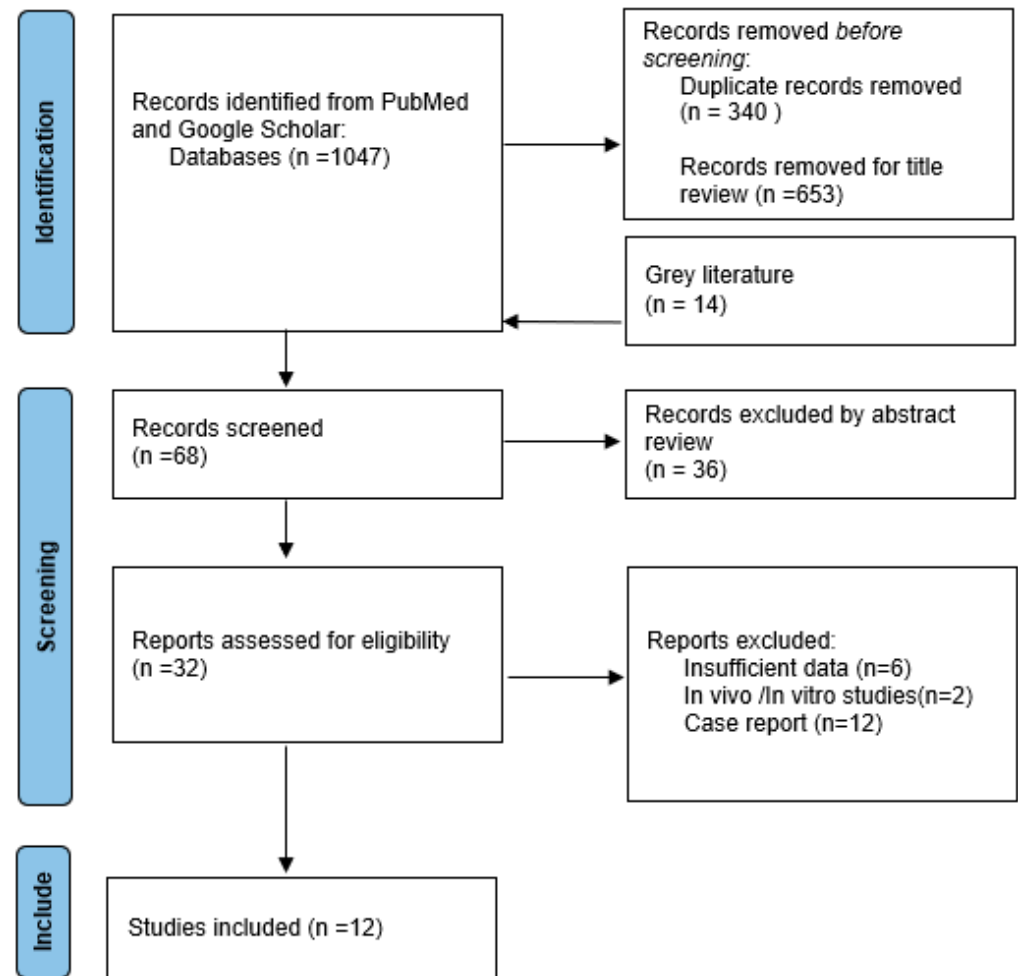 Identification
Records identified from PubMed
and Google Scholar:
Databases (n =1047)
Records removed before
screening:
Duplicate records removed
(n = 340 )
Records removed for title
review (n =653)
Grey literature
(n = 14)
Screening
Records screened
(n =68)
Records excluded by abstract
review
(n = 36)
Reports assessed for eligibility
(n =32)
Reports excluded:
Insufficient data (n=6)
In vivo /In vitro studies(n=2)
Case report (n=12)
Include
Studies included (n =12)